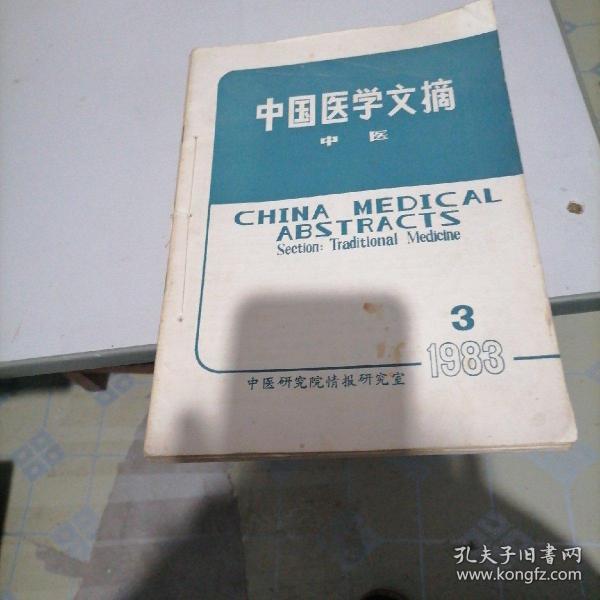 中国医学文摘
中医
CHINA MEDICAL
ABSTRACTS
Section: Traditional Medicine
3
1983
中医研究院情报研究室
孔夫子旧书网
www.kongfz.com